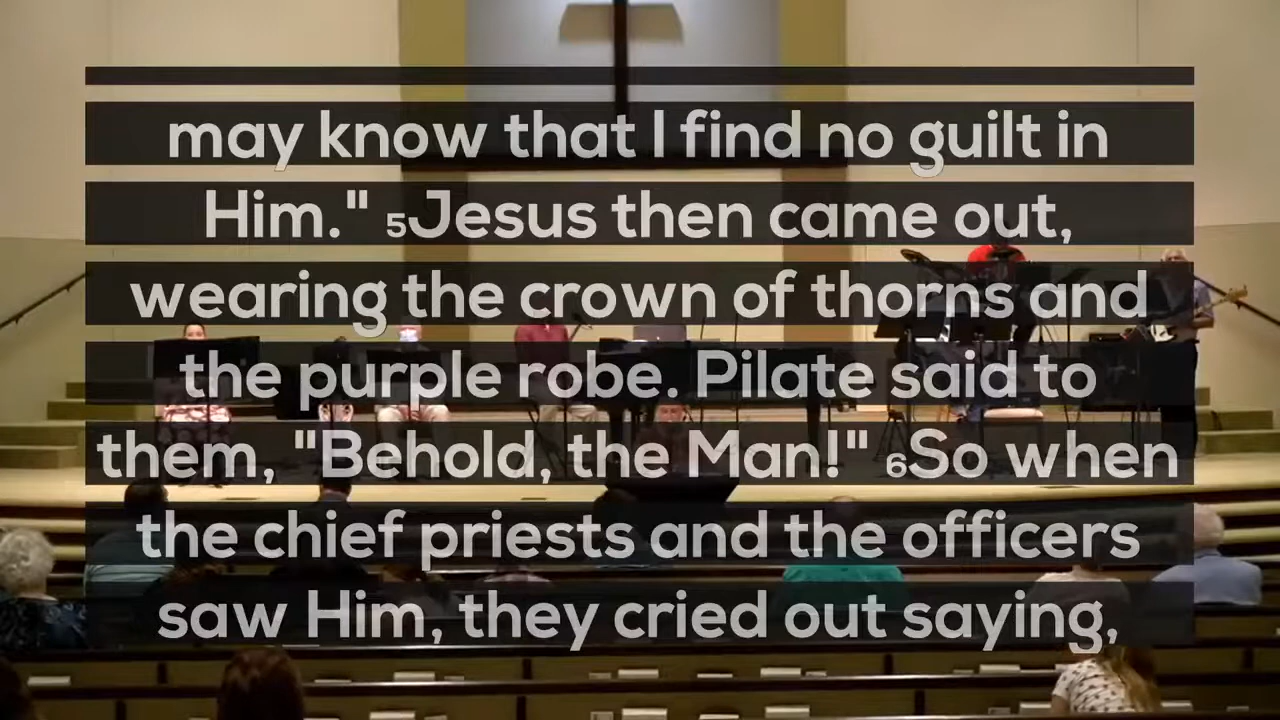 may know that I find no guilt in
Him." 5Jesus then came out,
wearing the crown of thorns and
the purple robe. Pilate said to
them, "Behold, the Man!" 6So when
the chief priests and the officers
saw Him, they cried out saying,